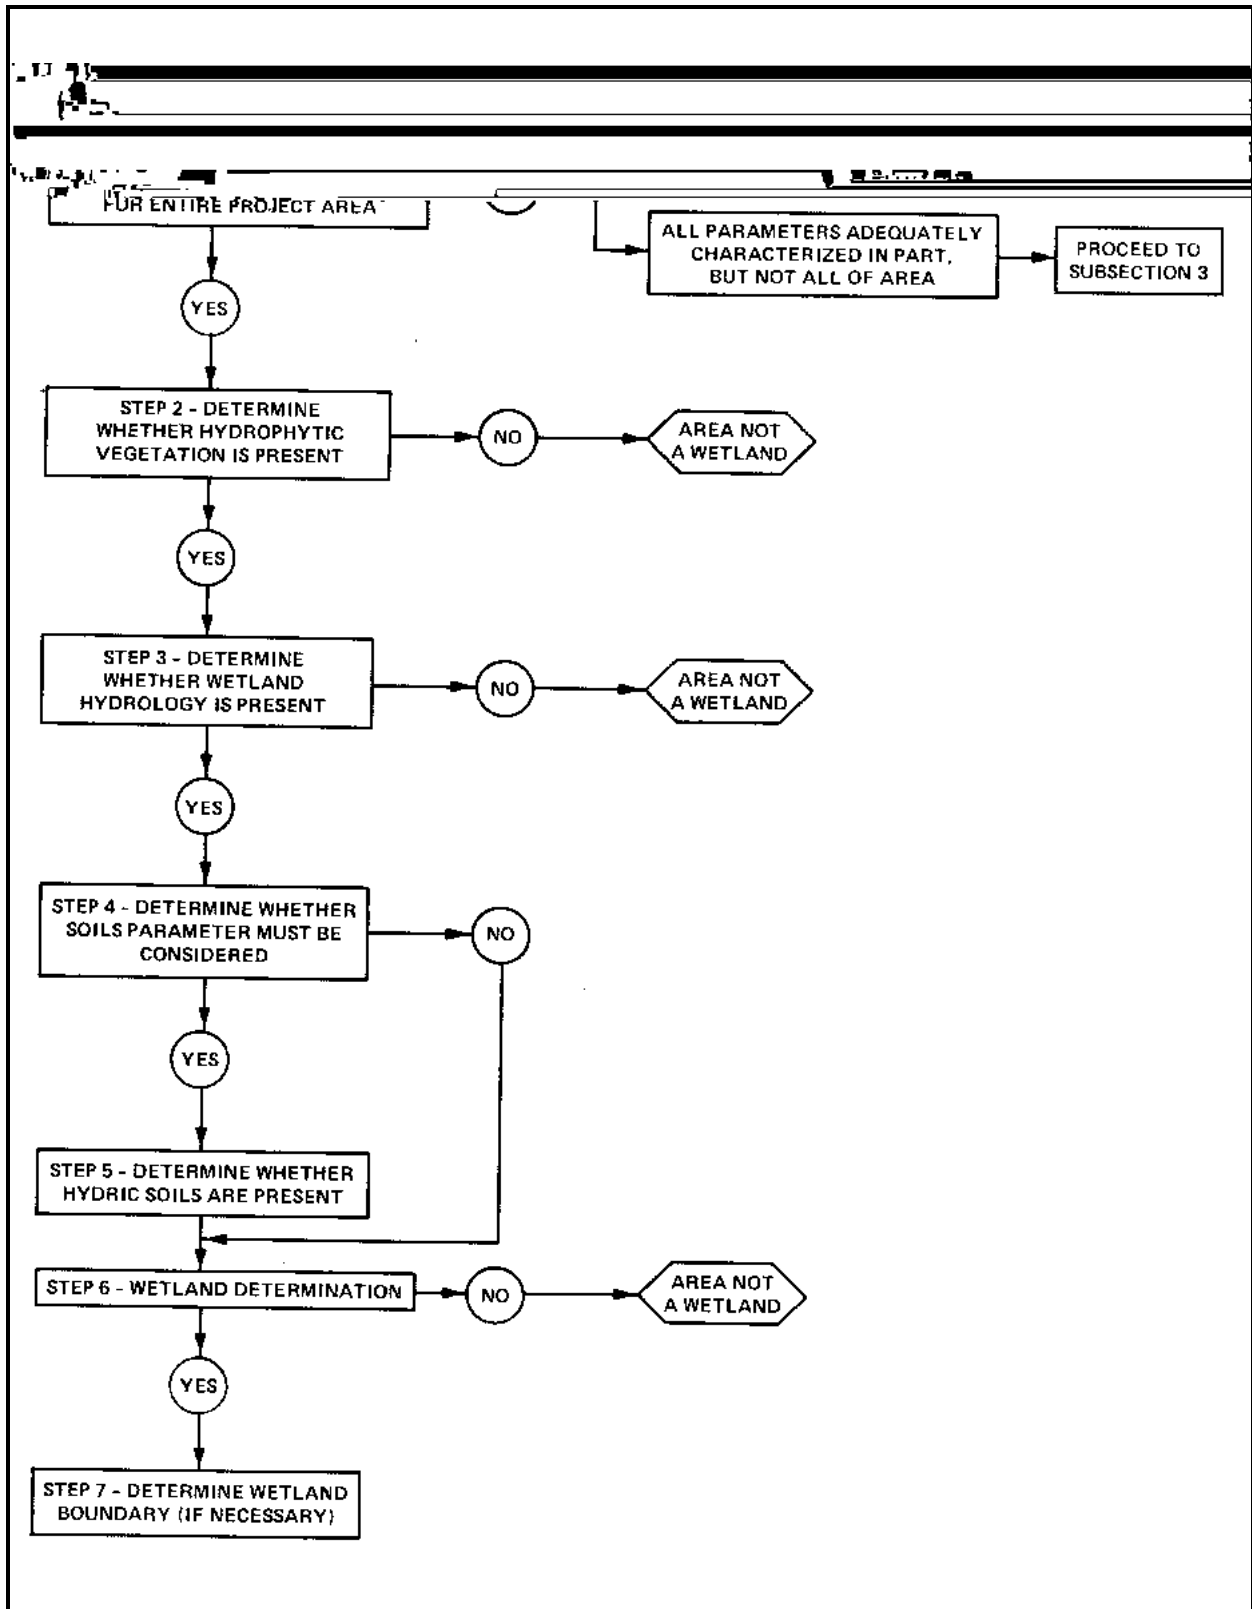 FOR ENTIRE PROJECT AREA
ALL PARAMETERS ADEQUATELY
CHARACTERIZED IN PART,
BUT NOT ALL OF AREA
PROCEED TO
SUBSECTION 3
YES
STEP 2 - DETERMINE
WHETHER HYDROPHYTIC
VEGETATION IS PRESENT
NO
AREA NOT
A WETLAND
YES
STEP 3 - DETERMINE
WHETHER WETLAND
HYDROLOGY IS PRESENT
NO
AREA NOT
A WETLAND
YES
STEP 4 - DETERMINE WHETHER
SOILS PARAMETER MUST BE
CONSIDERED
NO
YES
STEP 5 - DETERMINE WHETHER
HYDRIC SOILS ARE PRESENT
STEP 6 - WETLAND DETERMINATION
NO
AREA NOT
A WETLAND
YES
STEP 7 - DETERMINE WETLAND
BOUNDARY (IF NECESSARY)